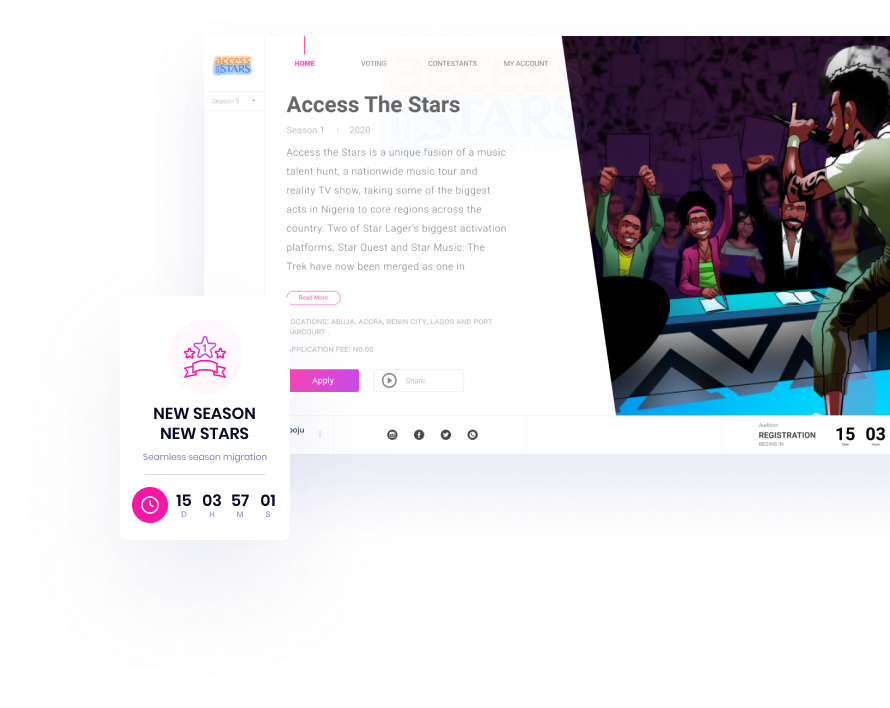 access
THE STARS
HOME
VOTING
CONTESTANTS
MY ACCOUNT
Season 5
Access The Stars
Season 1 2020
Access the Stars is a unique fusion of a music
talent hunt, a nationwide music tour and
reality TV show, taking some of the biggest
acts in Nigeria to core regions across the
country. Two of Star Lager's biggest activation
platforms, Star Quest and Star Music: The
Trek have now been merged as one in
Read More
OCATIONS: ABUJA, ACCRA, BENIN CITY, LAGOS AND PORT
HARCOURT .
APPLICATION FEE: N0.00
Apply
Share
1
NEW SEASON
NEW STARS
Seamless season migration
15 03 57 01
D H M S
boju
Audition
REGISTRATION
BEGINS IN
15 03
Days Hours